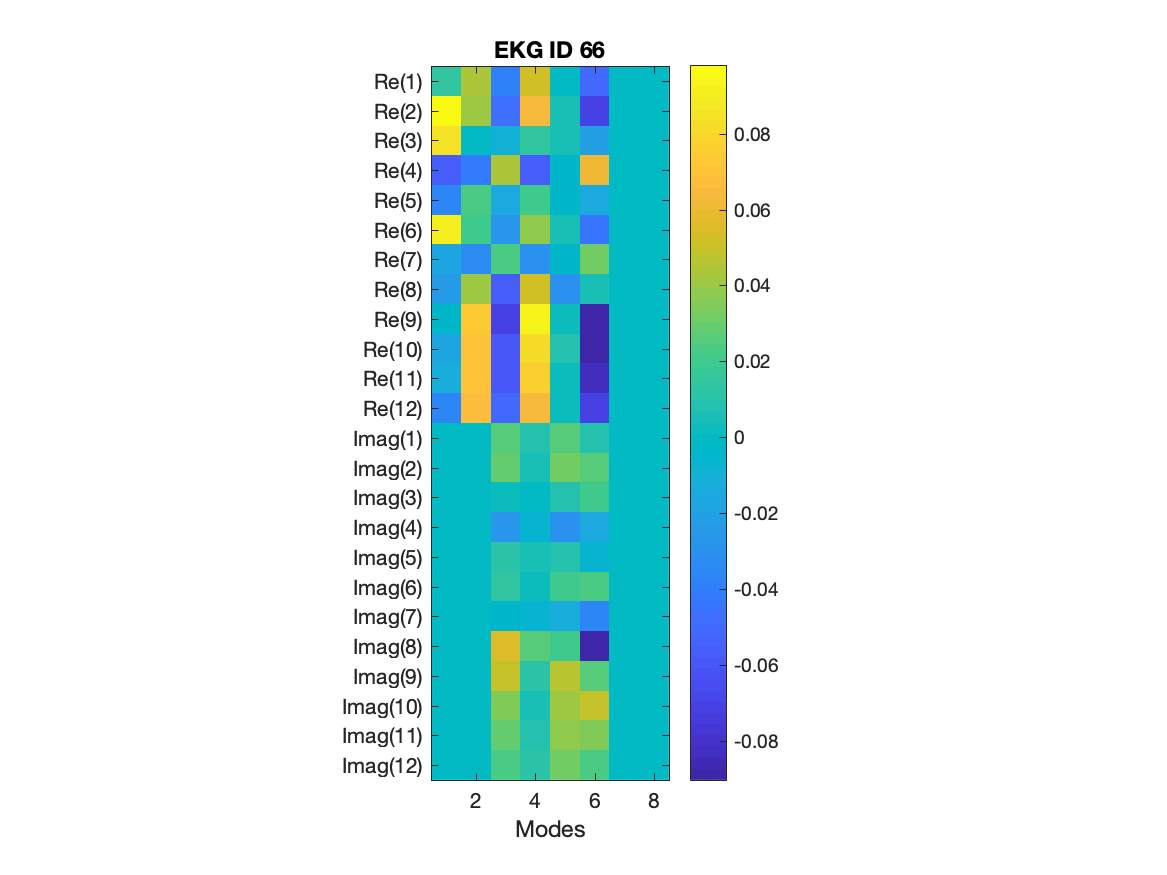 EKG ID 66
Re(1)
Re(2)
Re(3)
Re(4)
Re(5)
Re(6)
Re(7)
Re(8)
Re(9)
Re(10)
Re(11)
Re(12)
Imag(1)
Imag(2)
Imag(3)
Imag(4)
Imag(5)
Imag(6)
Imag(7)
Imag(8)
Imag(9)
Imag(10)
Imag(11)
Imag(12)
2 4 6 8
Modes
0.08
0.06
0.04
0.02
0
-0.02
-0.04
-0.06
-0.08